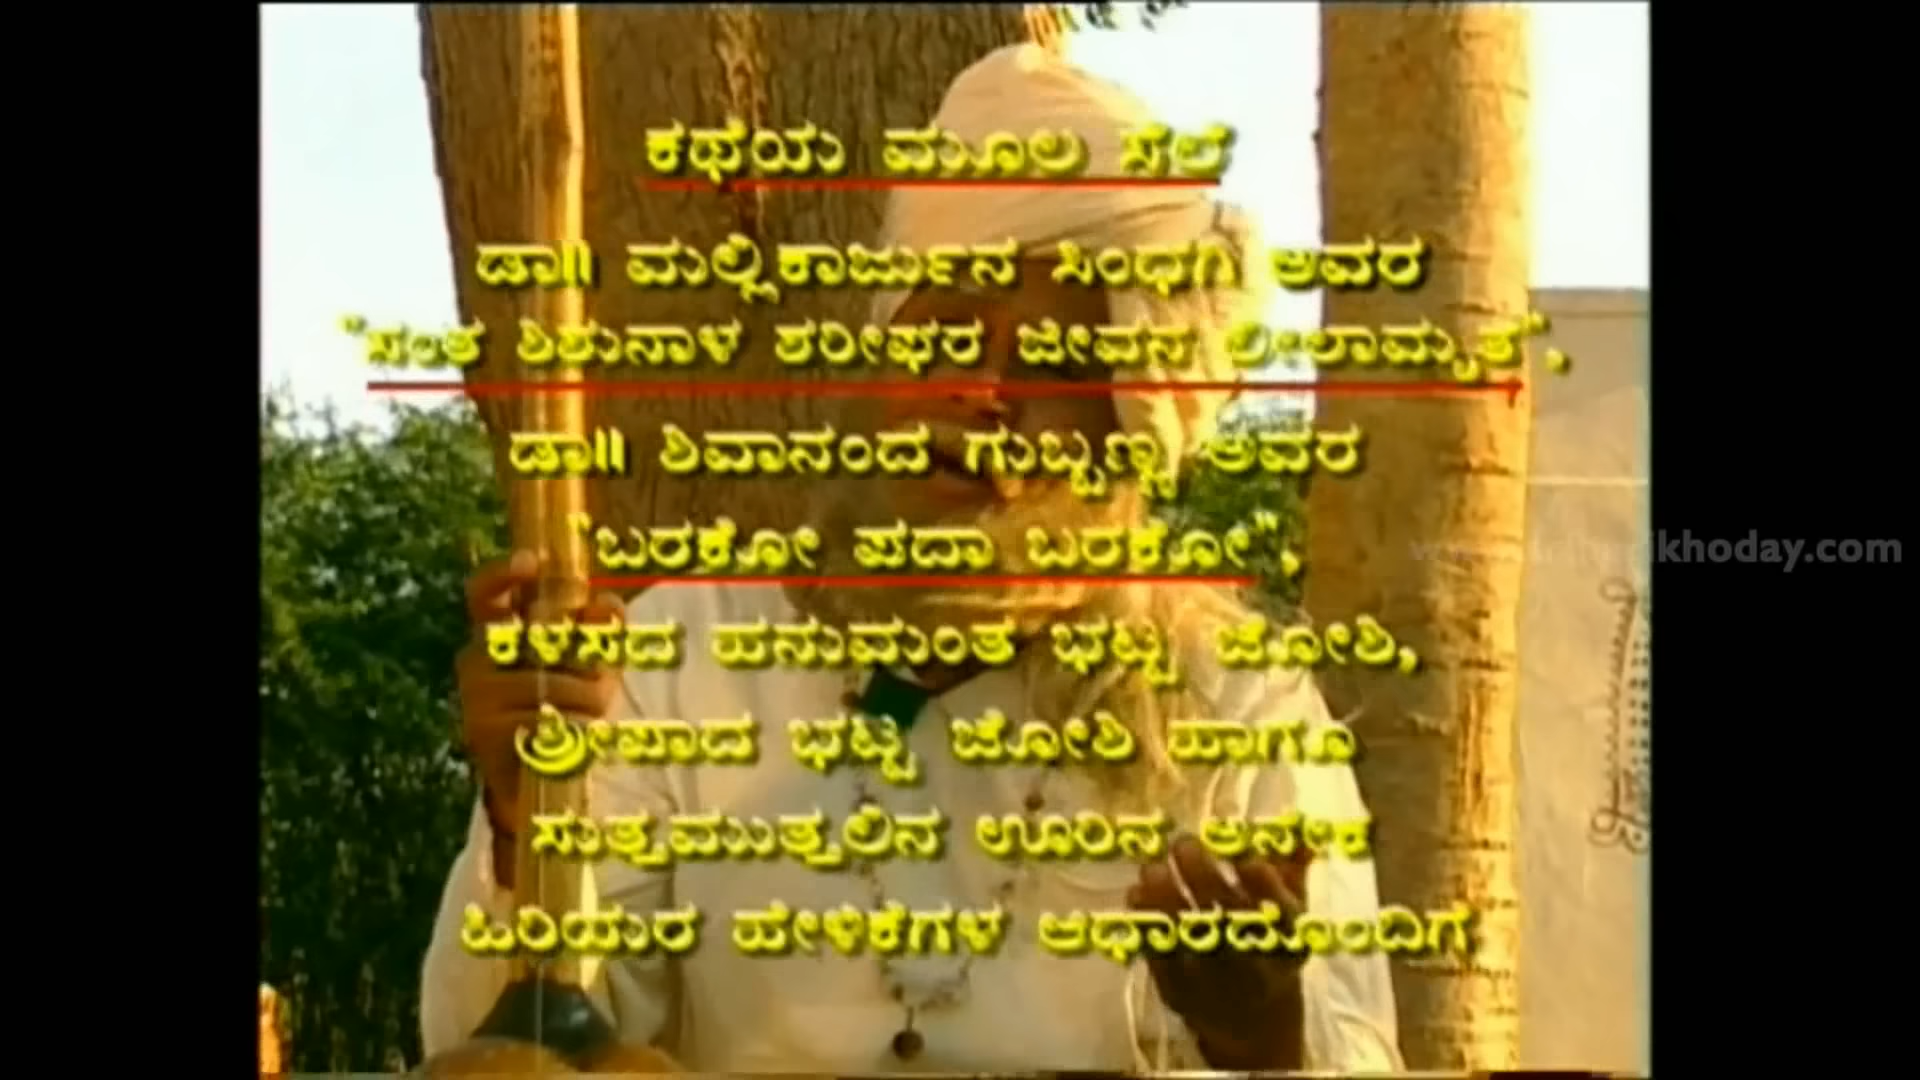 ಕಥೆಯ ಮೂಲ ಸೆಲೆ
ಡಾ|| ಮಲ್ಲಿಕಾರ್ಜುನ ಸಿಂಧಗಿ ಅವರ
"ಸಂತ ಶಿಶುನಾಳ ಶರೀಫರ ಜೀವನ ಲೀಲಾಮೃತ",
ಡಾ|| ಶಿವಾನಂದ ಗುಬ್ಬಣ್ಣ ಅವರ
"ಬರಕೋ ಪದಾ ಬರಕೋ",
ಕಳಸದ ಹನುಮಂತ ಭಟ್ಟ ಜೋಶಿ,
ಶ್ರೀಪಾದ ಭಟ್ಟ ಜೋಶಿ ಹಾಗೂ
ಸುತ್ತಮುತ್ತಲಿನ ಊರಿನ ಅನೇಕ
ಹಿರಿಯರ ಹೇಳಿಕೆಗಳ ಆಧಾರದೊಂದಿಗೆ